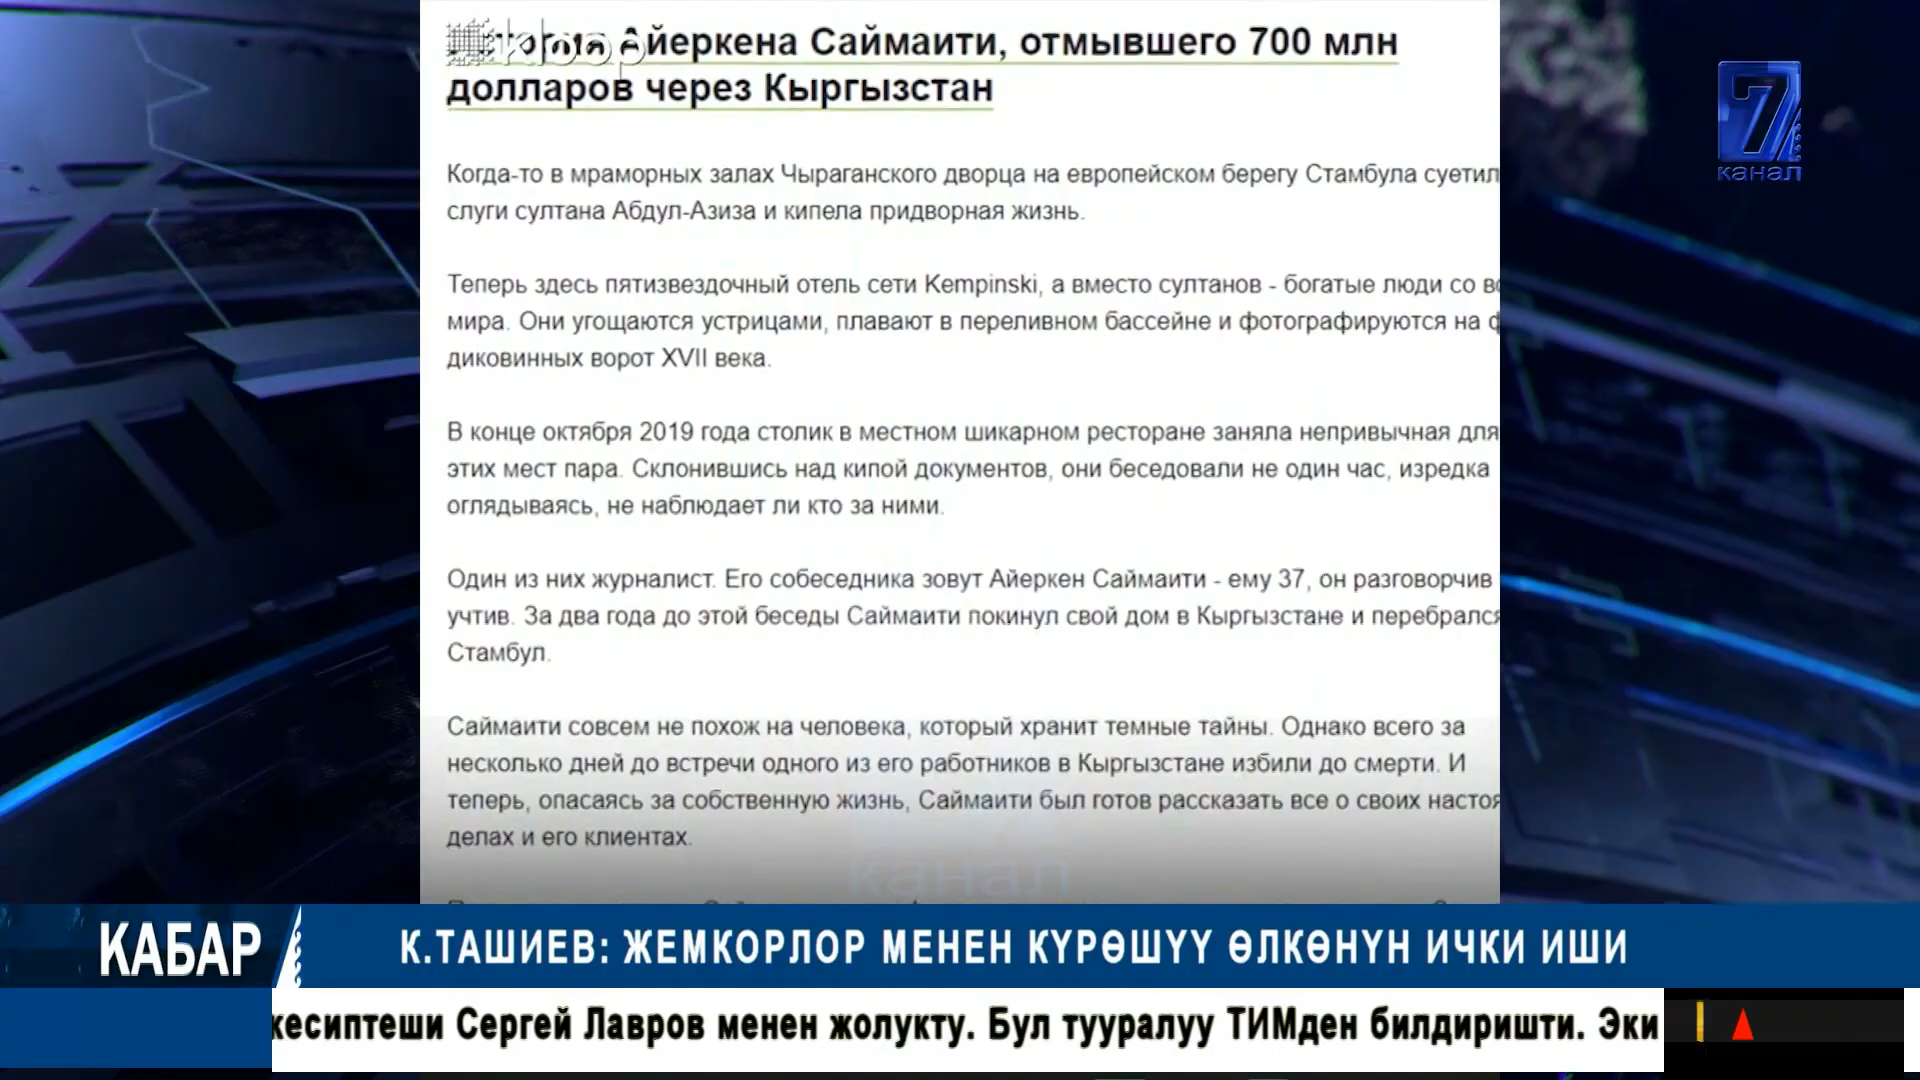 kloop
Айеркена Саймаити, отмывшего 700 млн
долларов через Кыргызстан
7
канал
Когда-то в мраморных залах Чыраганского дворца на европейском берегу Стамбула суетил
слуги султана Абдул-Азиза и кипела придворная жизнь.
Теперь здесь пятизвездочный отель сети Kempinski, а вместо султанов - богатые люди со
мира. Они угощаются устрицами, плавают в переливном бассейне и фотографируются на
диковинных ворот XVII века.
В конце октября 2019 года столик в местном шикарном ресторане заняла непривычная для
этих мест пара. Склонившись над кипой документов, они беседовали не один час, изредка
оглядываясь, не наблюдает ли кто за ними.
Один из них журналист. Его собеседника зовут Айеркен Саймаити - ему 37, он разговорчив
учтив. За два года до этой беседы Саймаити покинул свой дом в Кыргызстане и перебрался
Стамбул.
Саймаити совсем не похож на человека, который хранит темные тайны. Однако всего за
несколько дней до встречи одного из его работников в Кыргызстане избили до смерти. И
теперь, опасаясь за собственную жизнь, Саймаити был готов рассказать все о своих настоя
делах и его клиентах.
канал
КАБАР
К.ТАШИЕВ: ЖЕМКОРЛОР МЕНЕН КҮРӨШҮҮ ӨЛКӨНҮН ИЧКИ ИШИ
кесиптеши Сергей Лавров менен жолукту. Бул тууралуу ТИМден билдиришти. Эки